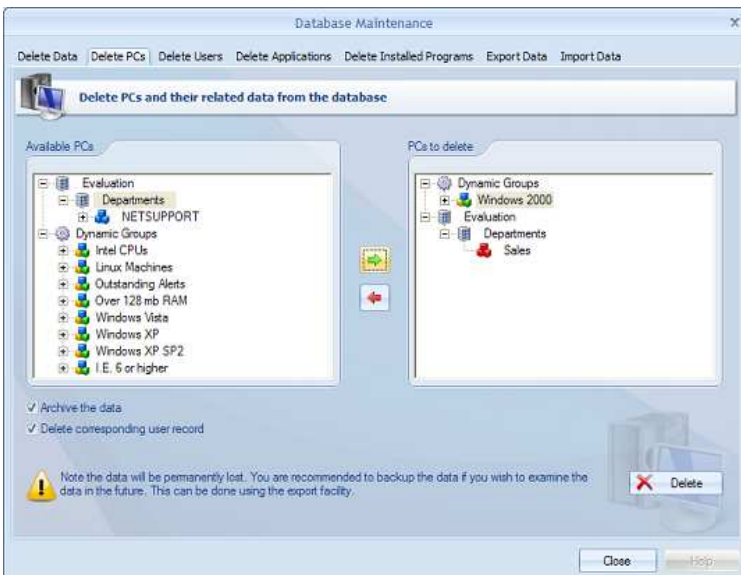 Database Maintenance
Delete Data Delete PCs Delete Users Delete Applications Delete Installed Programs Export Data Import Data
Delete PCs and their related data from the database
Available PCs
Evaluation
Departments
NETSUPPORT
Dynamic Groups
Intel CPUs
Linux Machines
Outstanding Alerts
Over 128 mb RAM
Windows Vista
Windows XP
Windows XP SP2
I.E. 6 or higher
PCs to delete
Dynamic Groups
Windows 2000
Evaluation
Departments
Sales
Archive the data
Delete corresponding user record
Note the data will be permanently lost. You are recommended to backup the data if you wish to examine the
data in the future. This can be done using the export facility.
Delete
Close Help